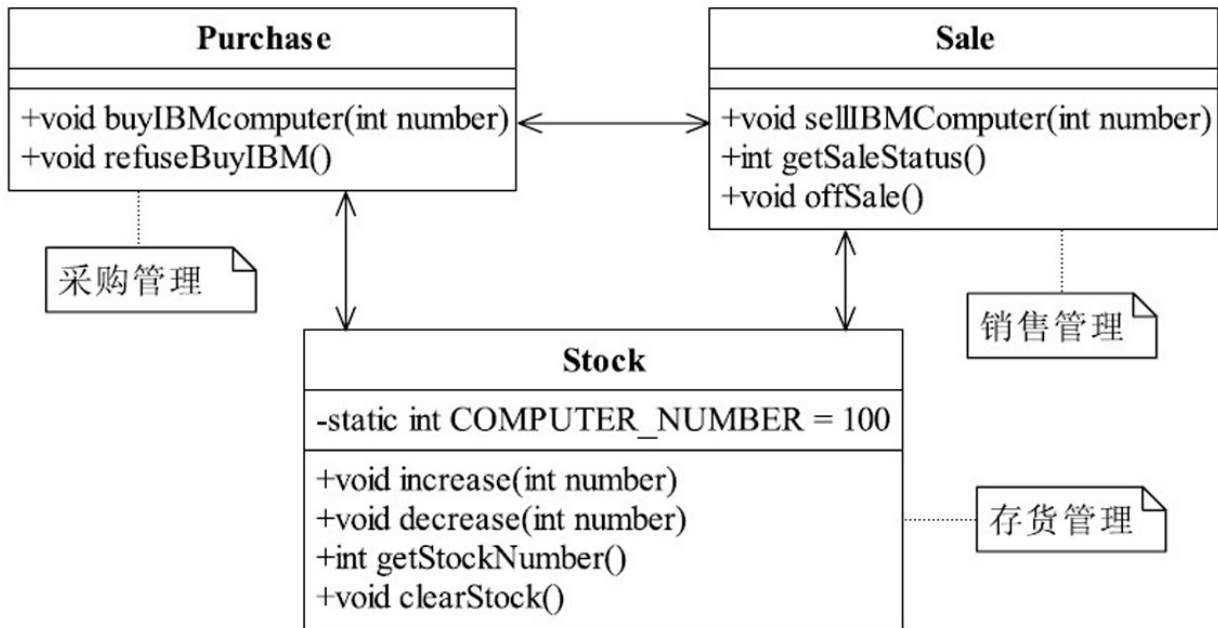 Purchase
+void buyIBMcomputer(int number)
+void refuseBuyIBM()
采购管理
Sale
+void sellIBMComputer(int number)
+int getSaleStatus()
+void offSale()
销售管理
Stock
-static int COMPUTER_NUMBER = 100
+void increase(int number)
+void decrease(int number)
+int getStockNumber()
+void clearStock()
存货管理